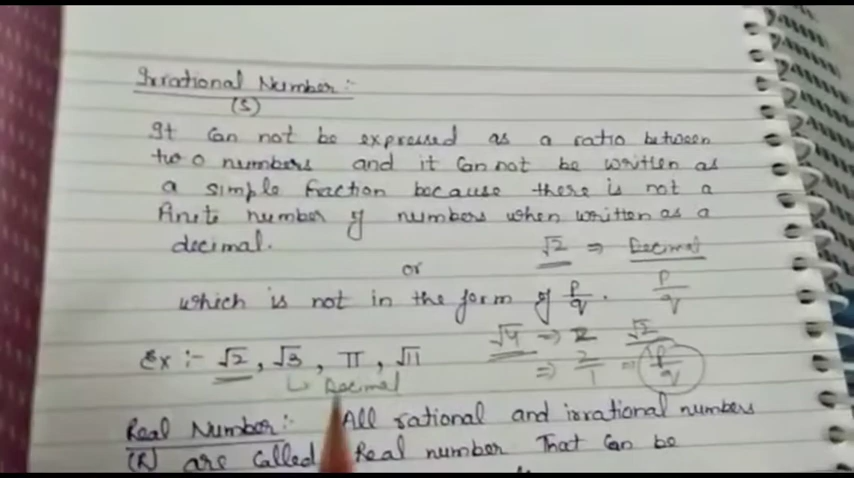 Irrational Number :-
(S)
It can not be expressed as a ratio between
two numbers and it can not be written as
a simple fraction because there is not a
finite number of numbers when written as a
decimal.
√2 ⇒ Decimal
or
which is not in the form of p/q. p/q
√4 ⇒ 2 √2
⇒ 2/1 ⇒ p/q
Ex :- √2, √3, π, √11
↳ Decimal
Real Number :- All rational and irrational numbers
(R) are called Real number That can be